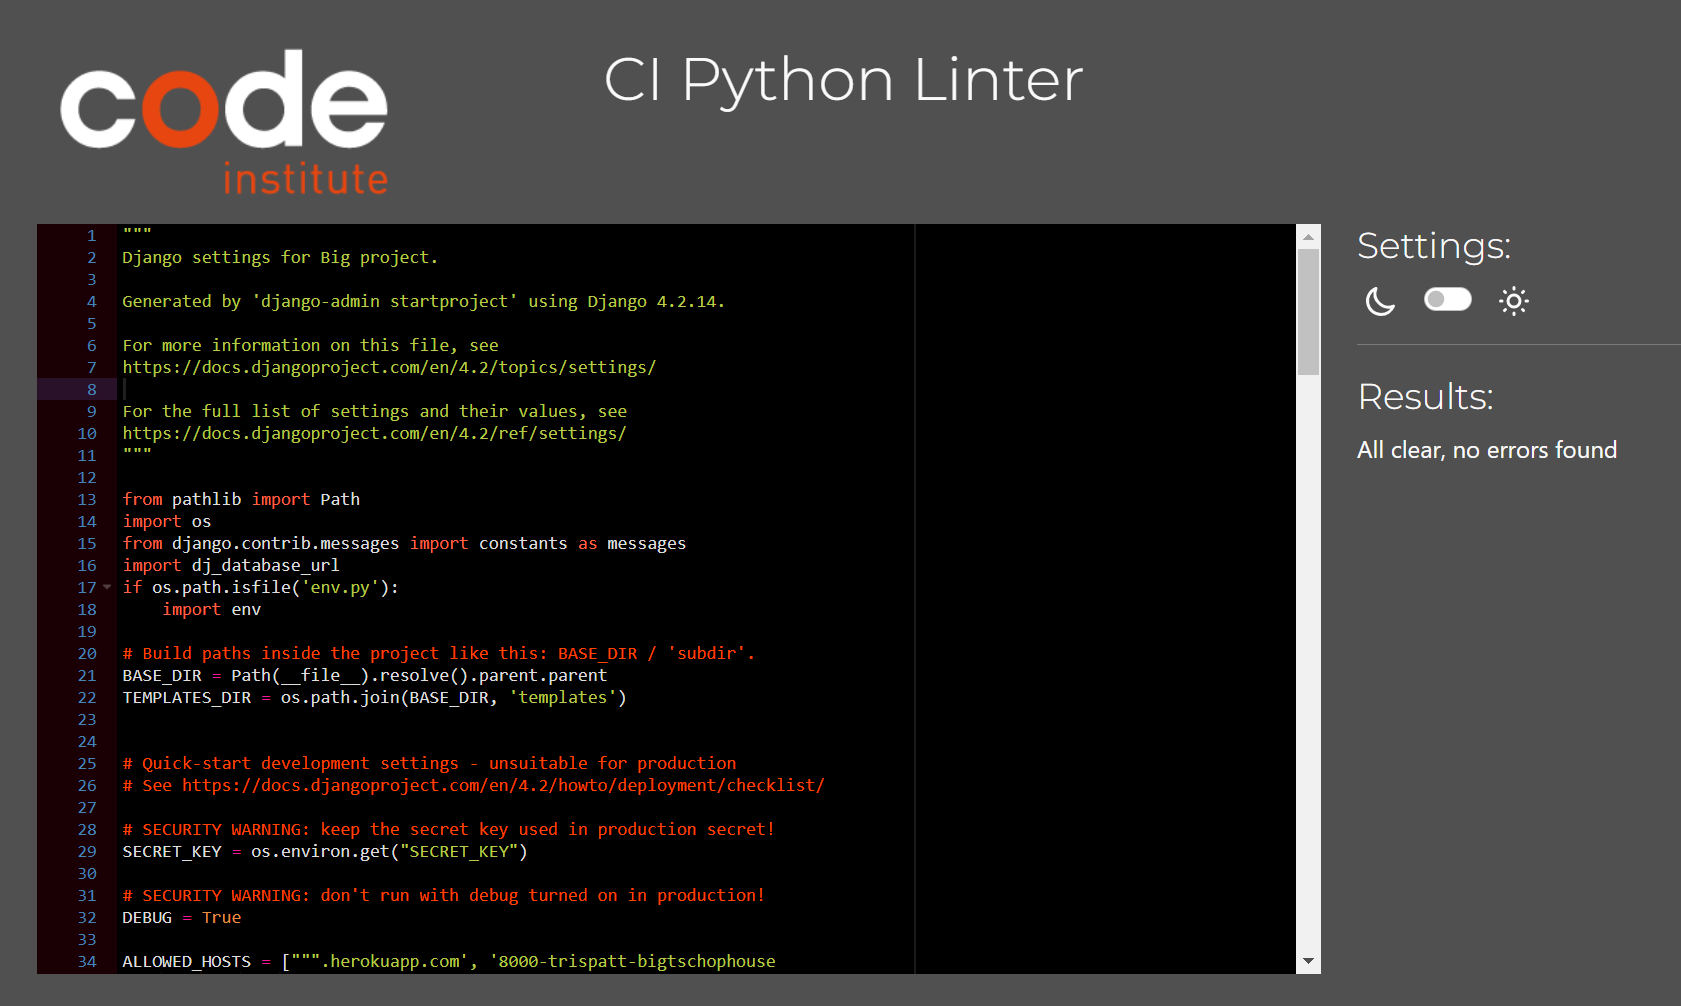 code
institute
CI Python Linter
1 """
2 Django settings for Big project.
3
4 Generated by 'django-admin startproject' using Django 4.2.14.
5
6 For more information on this file, see
7 https://docs.djangoproject.com/en/4.2/topics/settings/
8
9 For the full list of settings and their values, see
10 https://docs.djangoproject.com/en/4.2/ref/settings/
11 """
12
13 from pathlib import Path
14 import os
15 from django.contrib.messages import constants as messages
16 import dj_database_url
17 if os.path.isfile('env.py'):
18     import env
19
20 # Build paths inside the project like this: BASE_DIR / 'subdir'.
21 BASE_DIR = Path(__file__).resolve().parent.parent
22 TEMPLATES_DIR = os.path.join(BASE_DIR, 'templates')
23
24
25 # Quick-start development settings - unsuitable for production
26 # See https://docs.djangoproject.com/en/4.2/howto/deployment/checklist/
27
28 # SECURITY WARNING: keep the secret key used in production secret!
29 SECRET_KEY = os.environ.get("SECRET_KEY")
30
31 # SECURITY WARNING: don't run with debug turned on in production!
32 DEBUG = True
33
34 ALLOWED_HOSTS = [""".herokuapp.com', '8000-trispatt-bigtschophouse
Settings:
Results:
All clear, no errors found